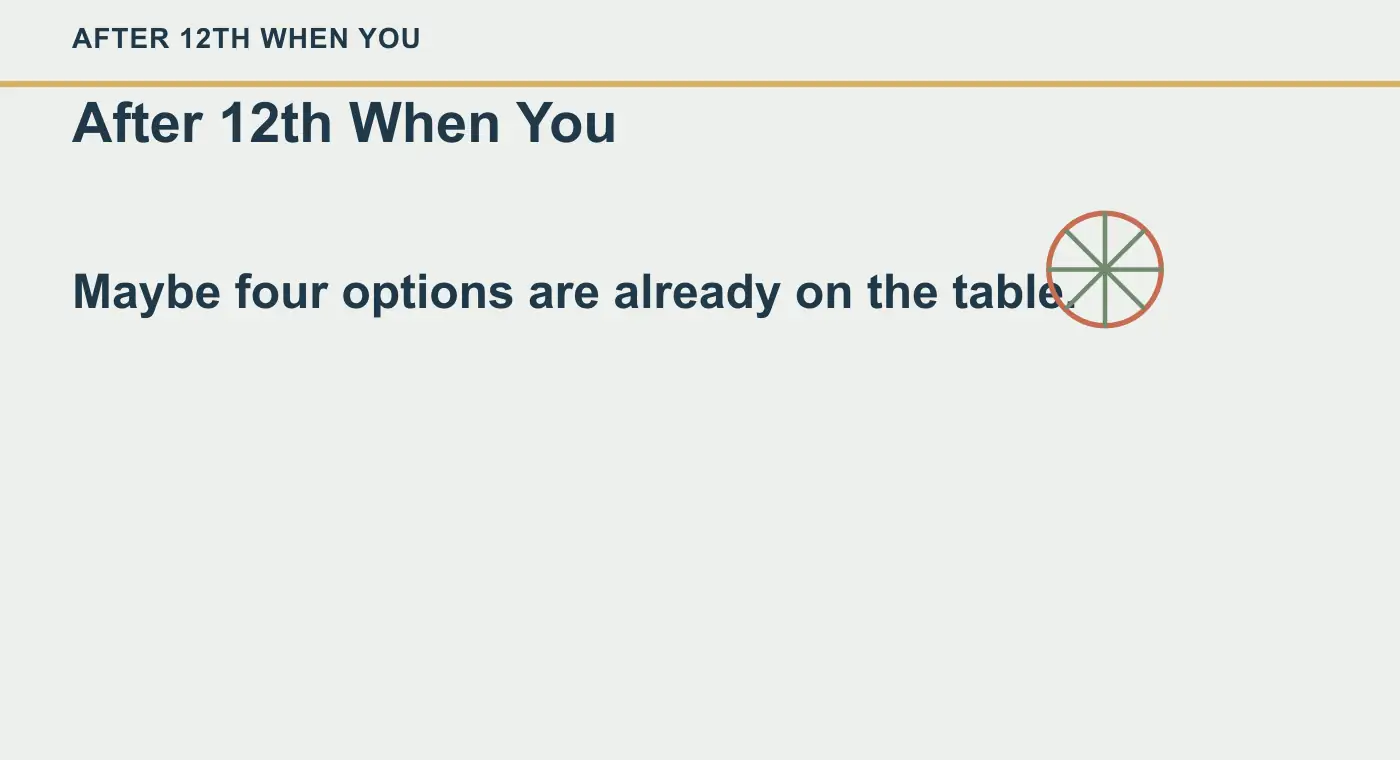 AFTER 12TH WHEN YOU
After 12th When You
Maybe four options are already on the table.